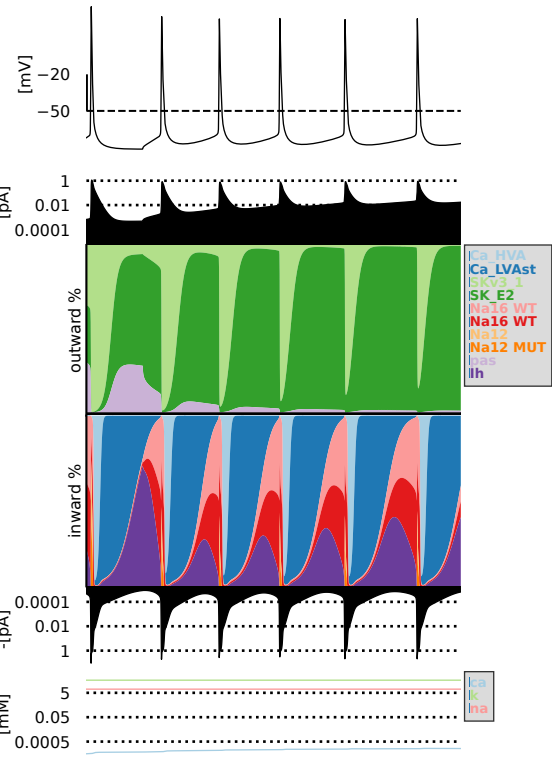 [mV]
−20
−50
[pA]
1
0.01
0.0001
outward %
Ca_HVA
Ca_LVAst
SKv3_1
SK_E2
Na16 WT
Na16 WT
Na12
Na12 MUT
pas
Ih
inward %
-[pA]
0.0001
0.01
1
[mM]
5
0.05
0.0005
ca
k
na